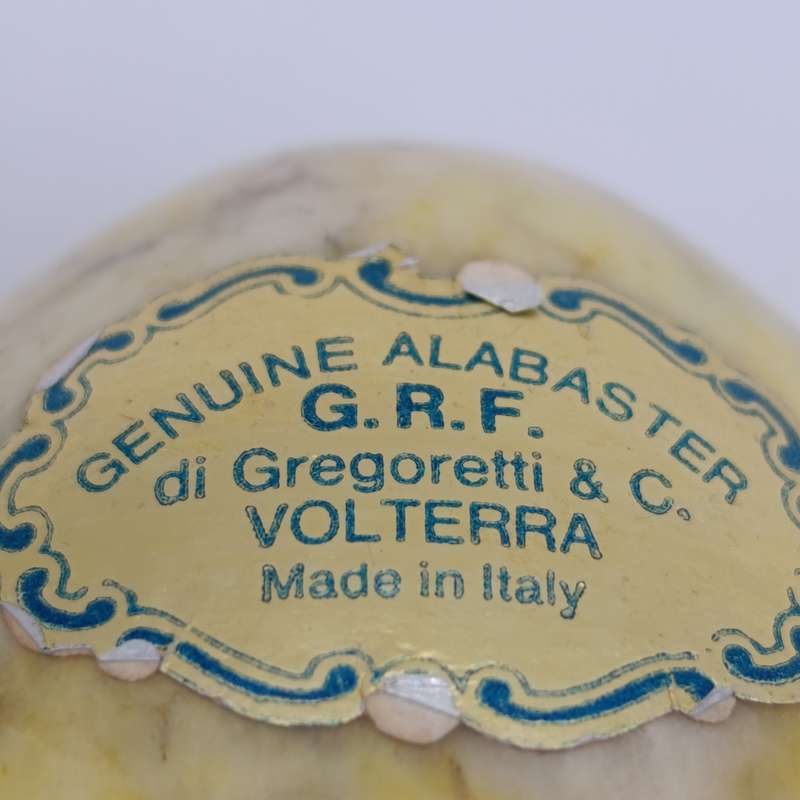 GENUINE ALABASTER
G.R.F.
di Gregoretti & C.
VOLTERRA
Made in Italy